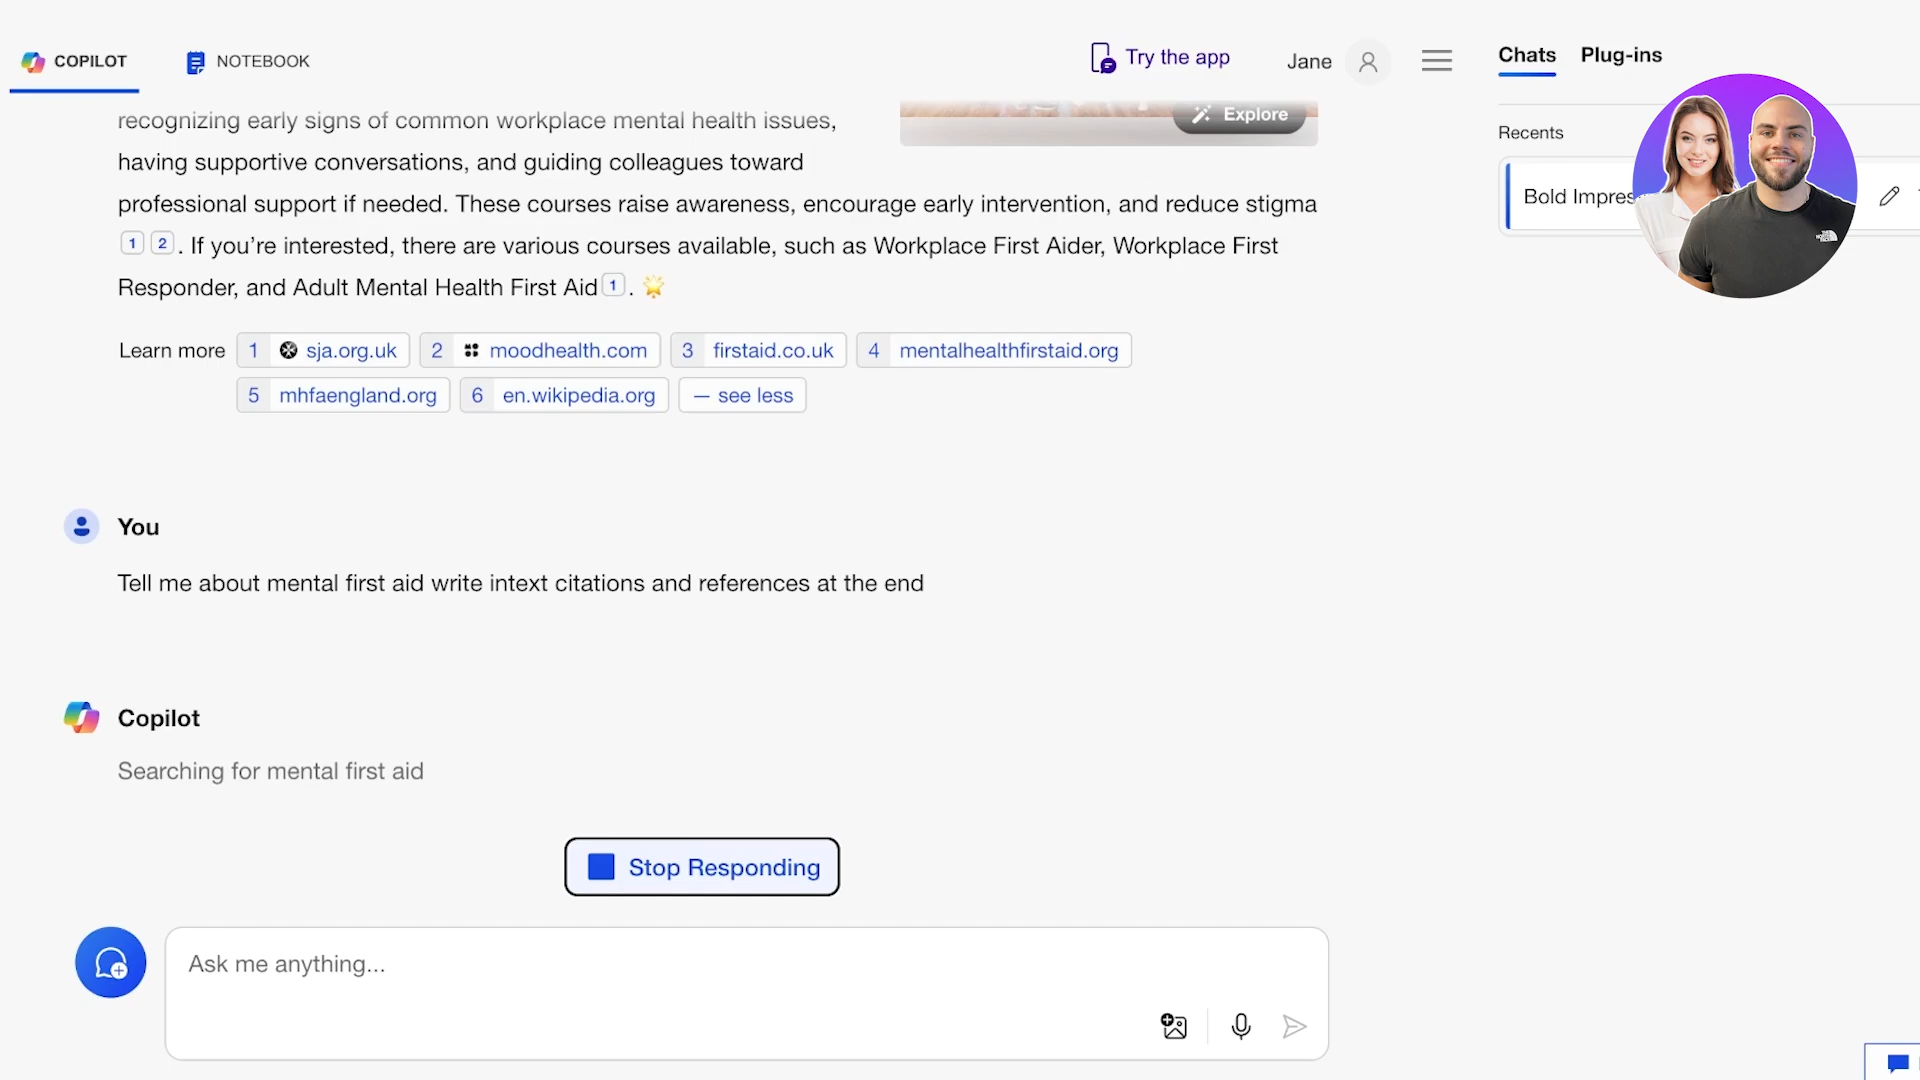 COPILOT
NOTEBOOK
Try the app
Jane
Chats
Plug-ins
recognizing early signs of common workplace mental health issues,
Explore
having supportive conversations, and guiding colleagues toward
professional support if needed. These courses raise awareness, encourage early intervention, and reduce stigma
1 2 . If you’re interested, there are various courses available, such as Workplace First Aider, Workplace First
Responder, and Adult Mental Health First Aid 1 .
Recents
Bold
Learn more 1 sja.org.uk 2 moodhealth.com 3 firstaid.co.uk 4 mentalhealthfirstaid.org
5 mhfaengland.org 6 en.wikipedia.org — see less
You
Tell me about mental first aid write intext citations and references at the end
Copilot
Searching for mental first aid
Stop Responding
Ask me anything...